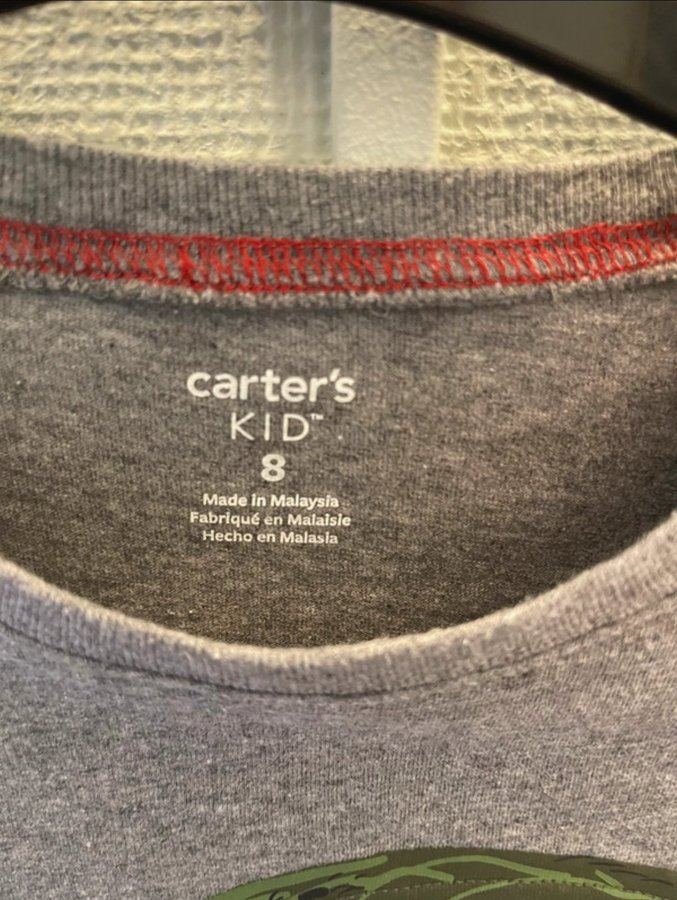 carter's
KID™
8
Made in Malaysia
Fabriqué en Malaisie
Hecho en Malasia